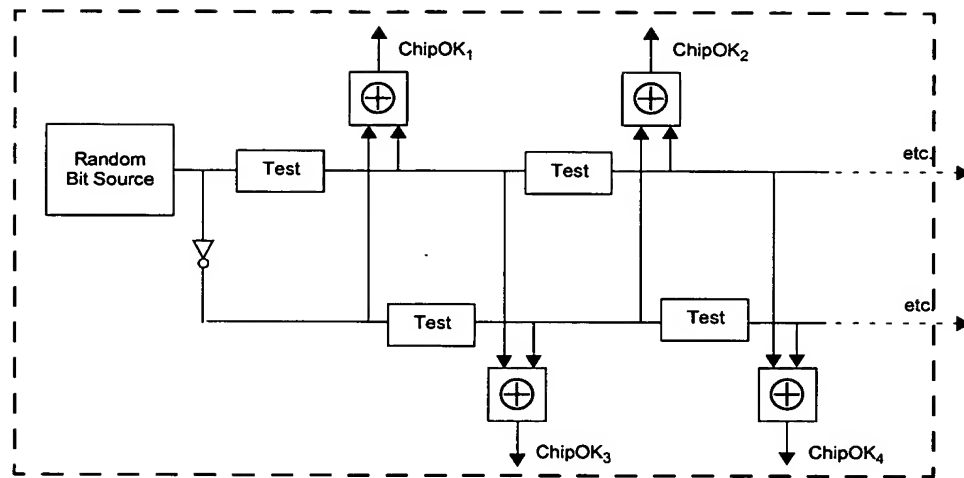 ChipOK₁
ChipOK₂
Random
Bit Source
Test
Test
etc.
Test
Test
etc
ChipOK₃
ChipOK₄